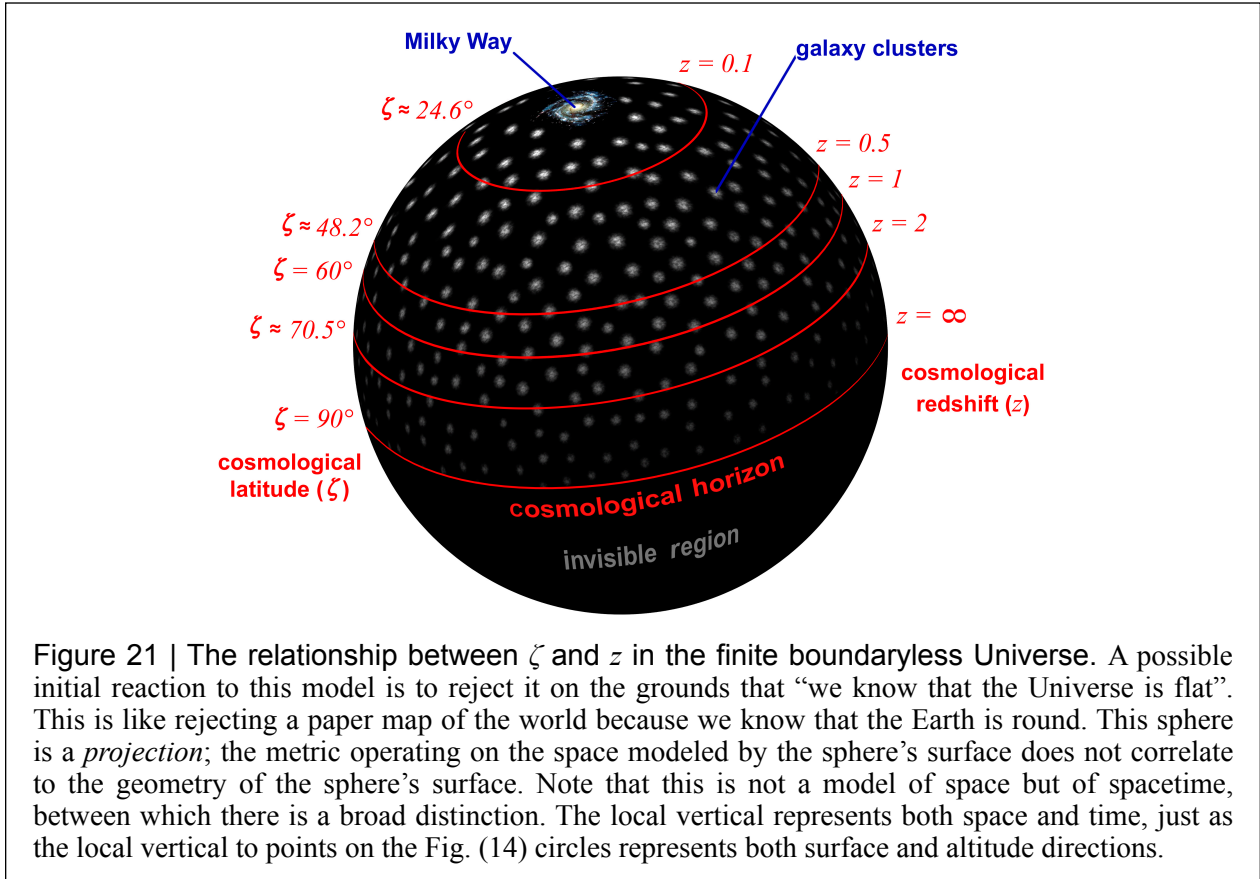 Milky Way
galaxy clusters
z = 0.1
ζ ≈ 24.6°
z = 0.5
z = 1
ζ ≈ 48.2°
z = 2
ζ = 60°
z = ∞
ζ ≈ 70.5°
cosmological
redshift (z)
ζ = 90°
cosmological
latitude (ζ)
cosmological horizon
invisible region
Figure 21 | The relationship between ζ and z in the finite boundaryless Universe. A possible
initial reaction to this model is to reject it on the grounds that “we know that the Universe is flat”.
This is like rejecting a paper map of the world because we know that the Earth is round. This sphere
is a projection; the metric operating on the space modeled by the sphere’s surface does not correlate
to the geometry of the sphere’s surface. Note that this is not a model of space but of spacetime,
between which there is a broad distinction. The local vertical represents both space and time, just as
the local vertical to points on the Fig. (14) circles represents both surface and altitude directions.